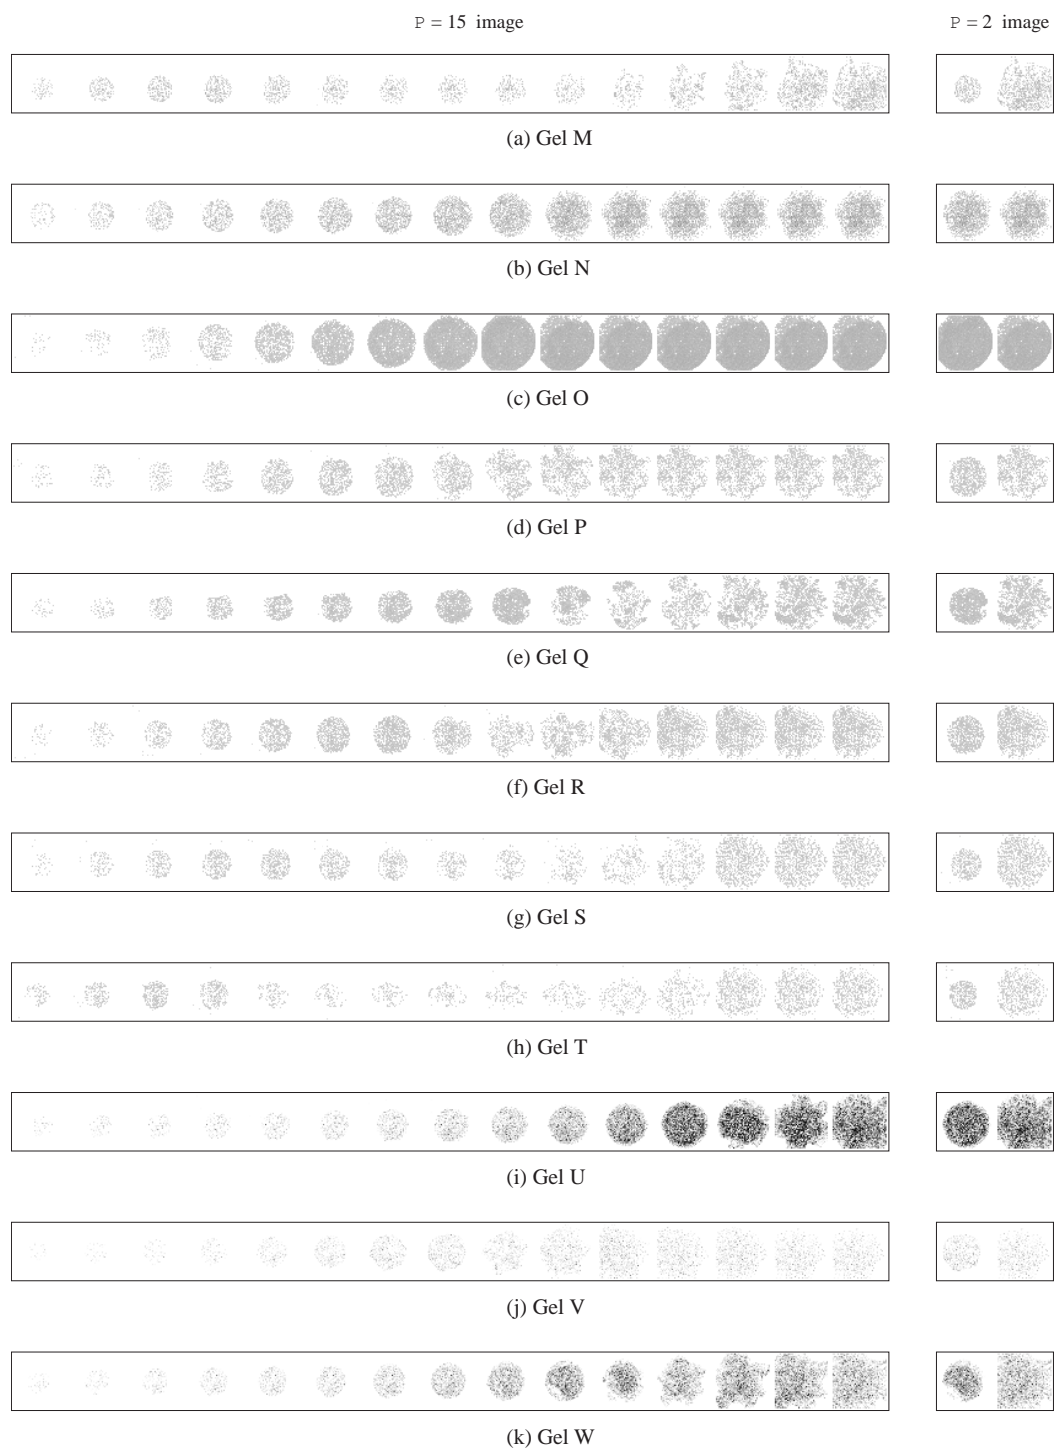 P = 15 image P = 2 image
(a) Gel M
(b) Gel N
(c) Gel O
(d) Gel P
(e) Gel Q
(f) Gel R
(g) Gel S
(h) Gel T
(i) Gel U
(j) Gel V
(k) Gel W